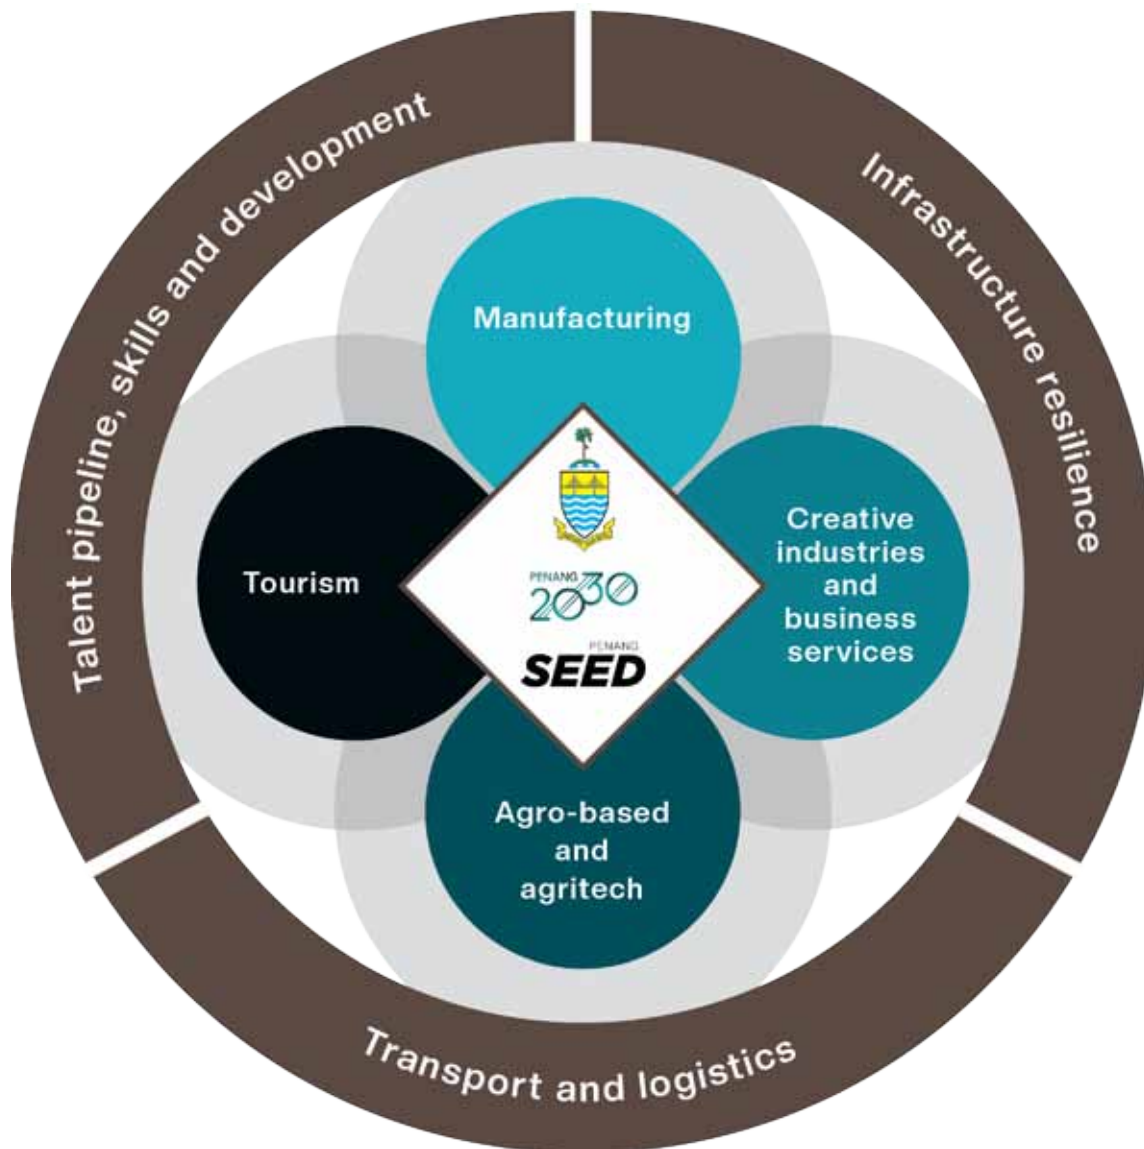 Talent pipeline, skills and development
Infrastructure resilience
Manufacturing
Tourism
PENANG
2030
PENANG
SEED
Creative
industries
and
business
services
Agro-based
and
agritech
Transport and logistics